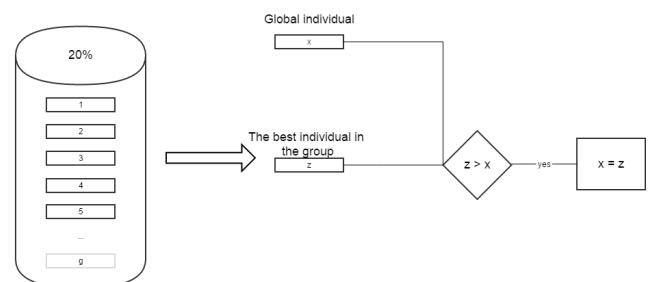 20%
1
2
3
4
5
...
g
Global individual
x
The best individual in
the group
z
z > x
yes
x = z